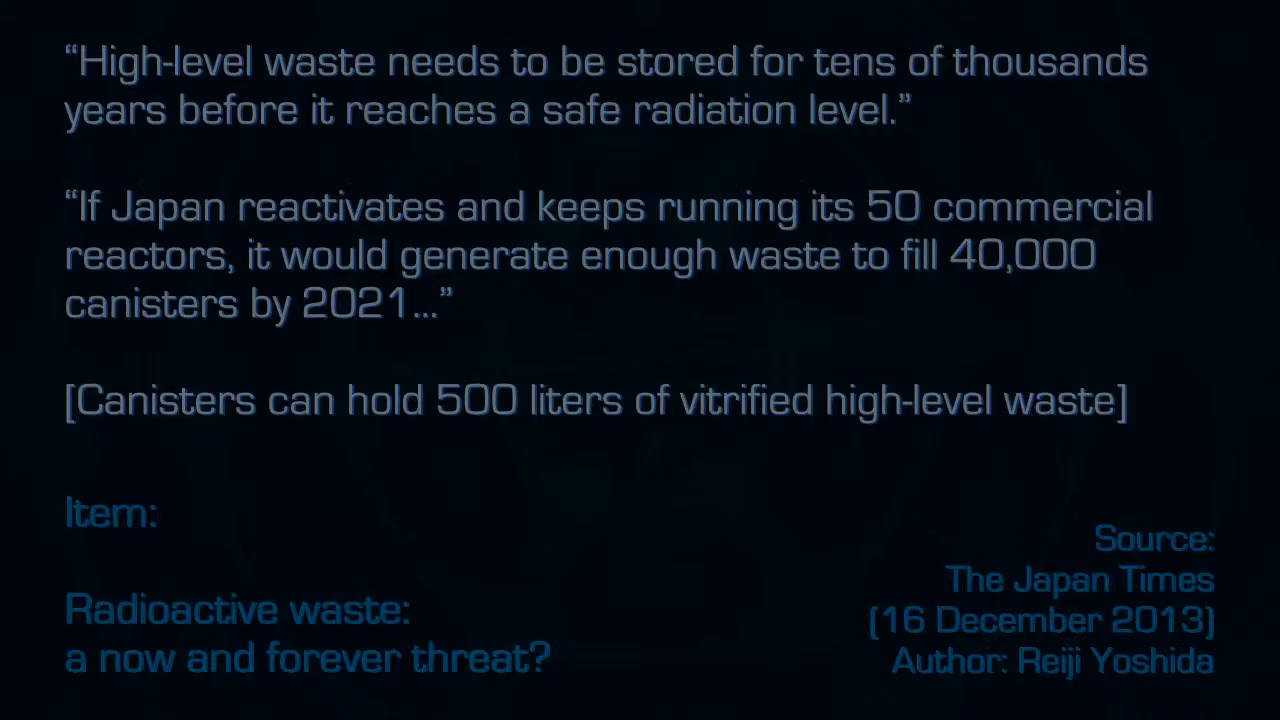 “High-level waste needs to be stored for tens of thousands
years before it reaches a safe radiation level.”
“If Japan reactivates and keeps running its 50 commercial
reactors, it would generate enough waste to fill 40,000
canisters by 2021...”
[Canisters can hold 500 liters of vitrified high-level waste]
Item:
Radioactive waste:
a now and forever threat?
Source:
The Japan Times
(16 December 2013)
Author: Reiji Yoshida